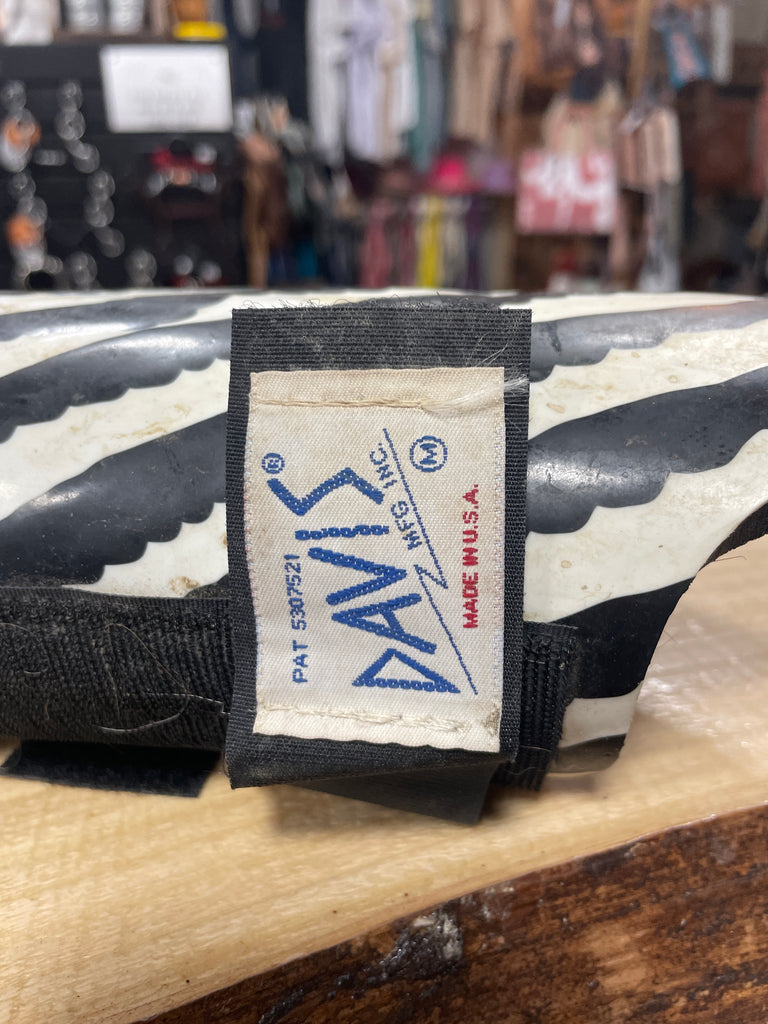 PAT 5307521
DAVIS®
MFG INC.
Ⓜ
MADE IN U.S.A.